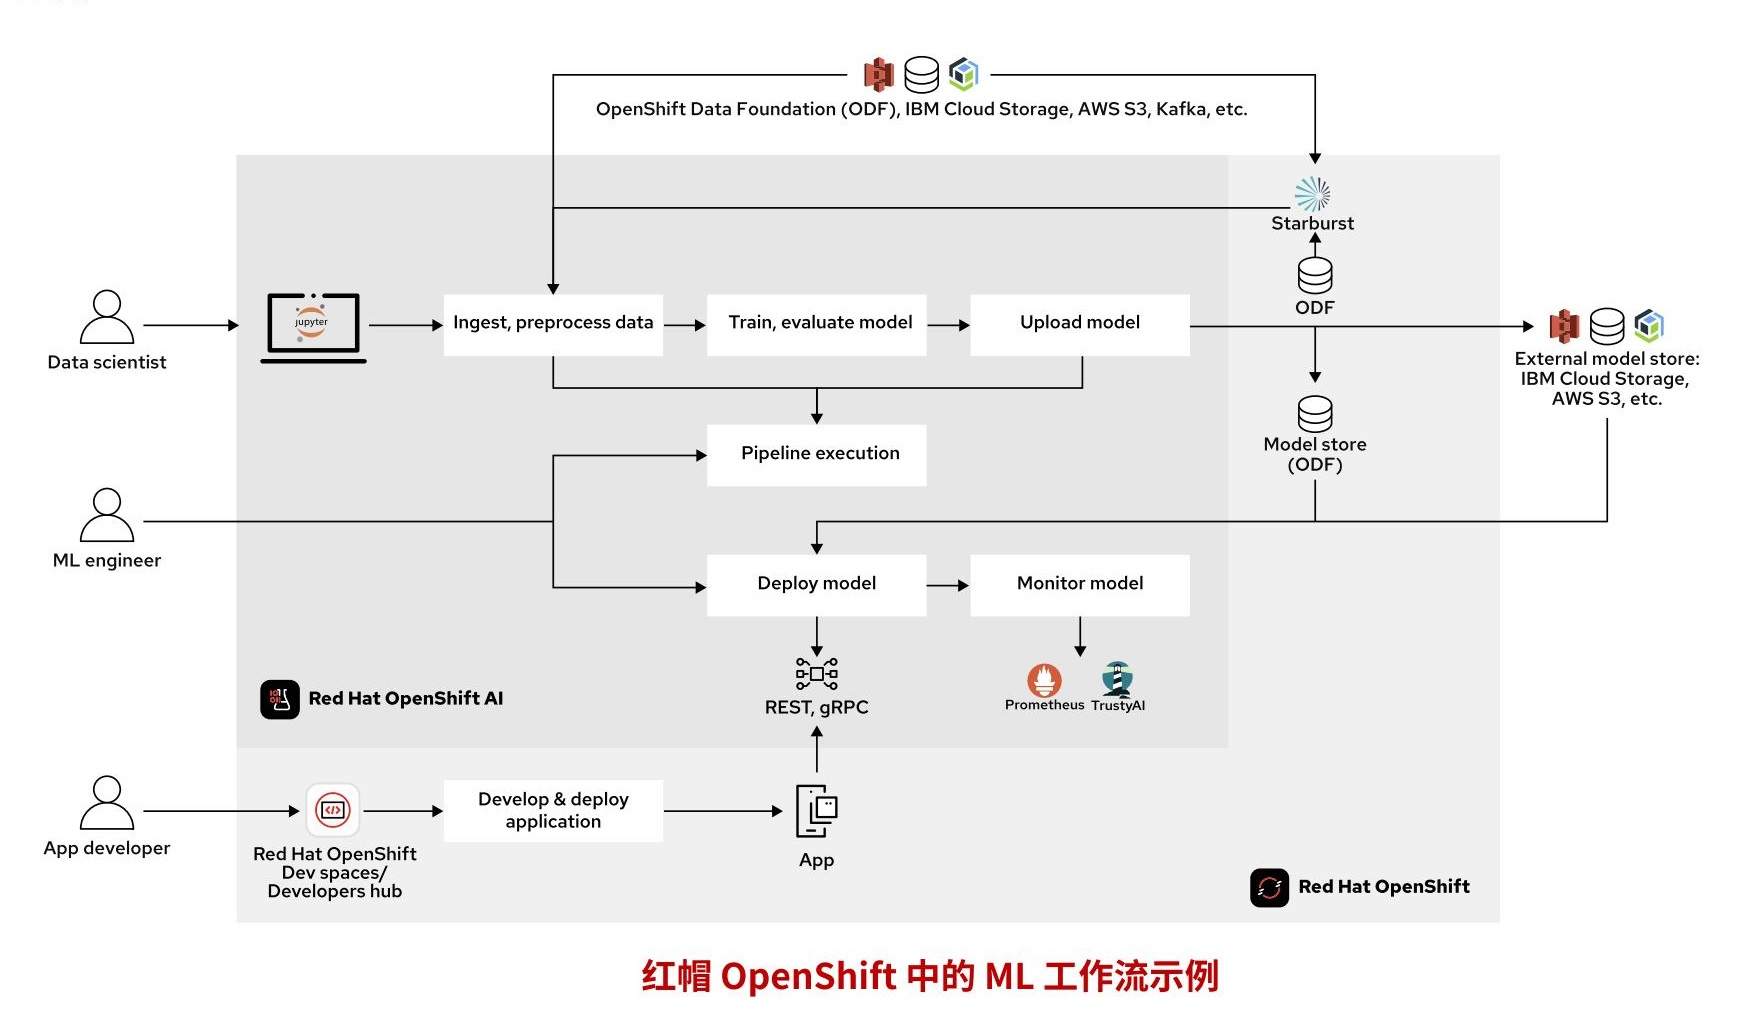 OpenShift Data Foundation (ODF), IBM Cloud Storage, AWS S3, Kafka, etc.
Starburst
ODF
Data scientist
jupyter
Ingest, preprocess data
Train, evaluate model
Upload model
External model store:
IBM Cloud Storage,
AWS S3, etc.
Model store
(ODF)
Pipeline execution
ML engineer
Deploy model
Monitor model
Red Hat OpenShift AI
REST, gRPC
Prometheus
TrustyAI
App developer
Red Hat OpenShift
Dev spaces/
Developers hub
Develop & deploy
application
App
Red Hat OpenShift
红帽 OpenShift 中的 ML 工作流示例